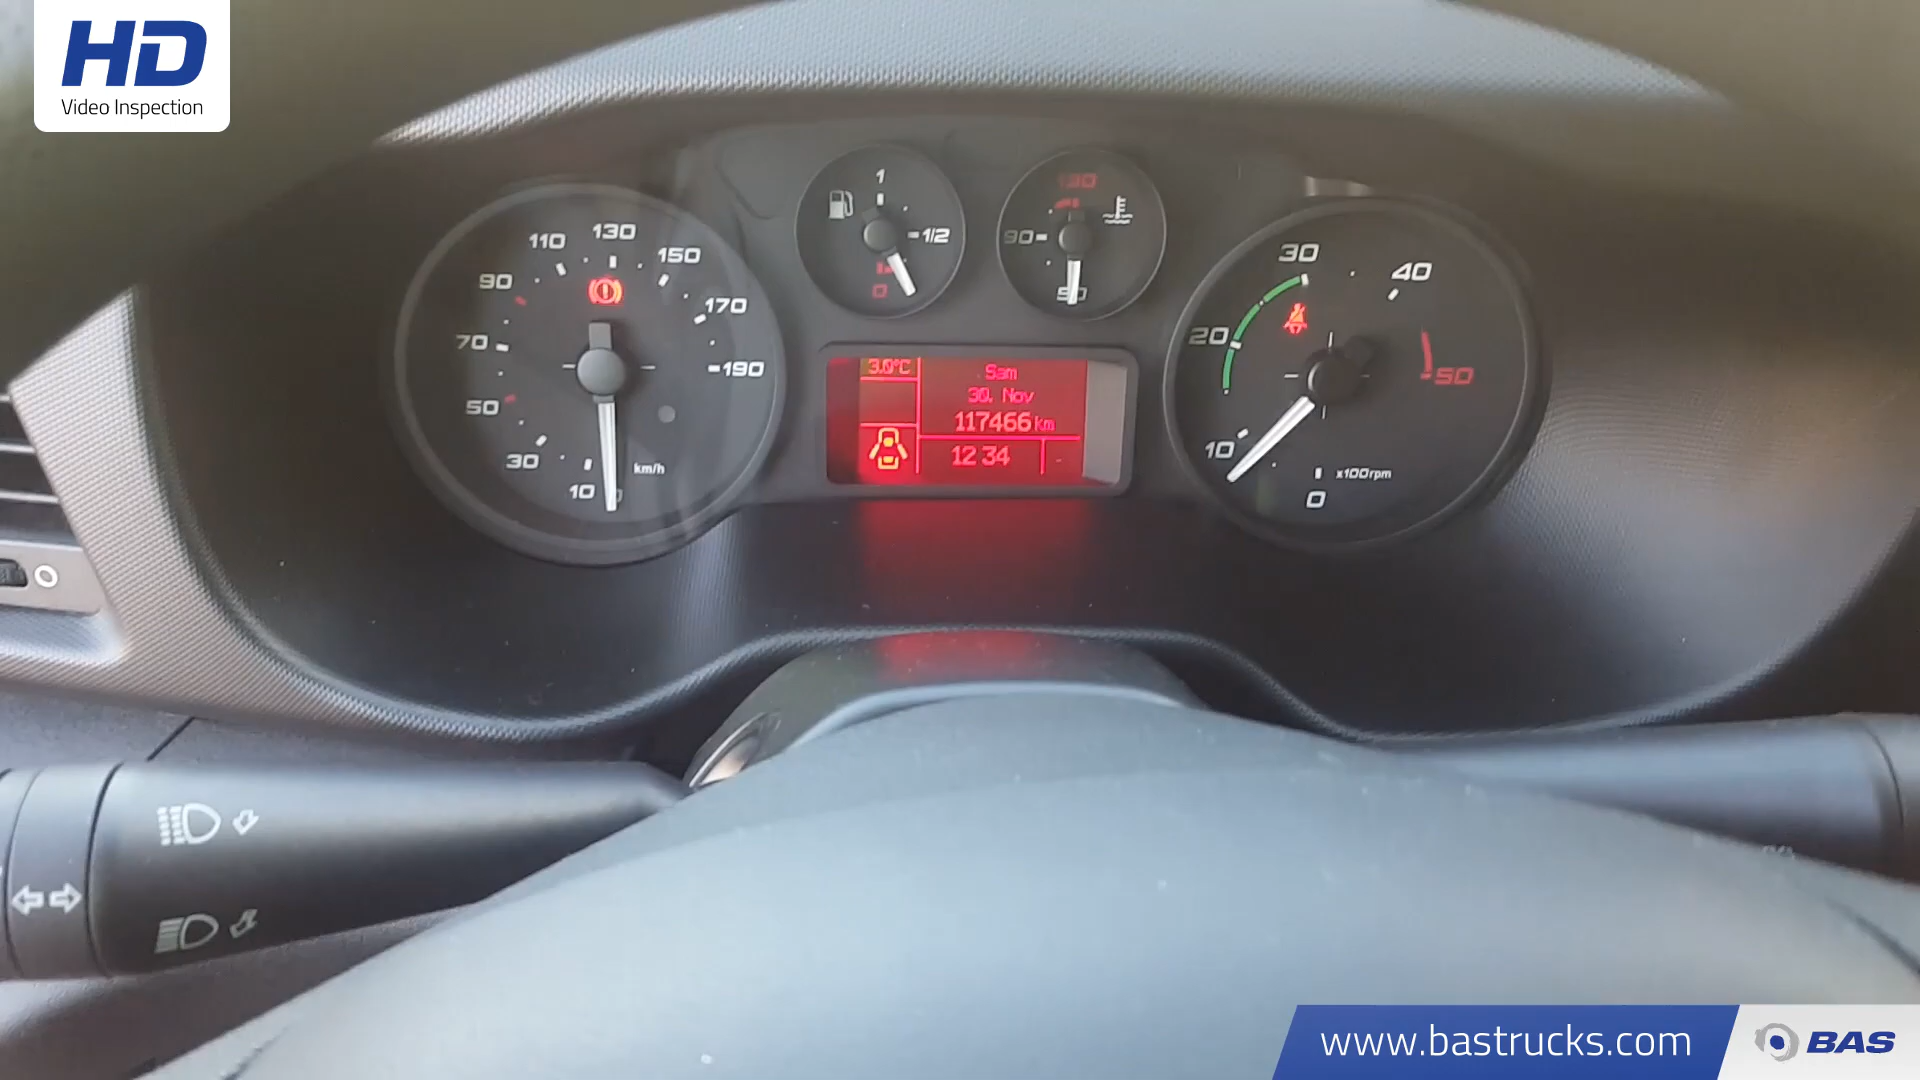 HD
Video Inspection
10
30
50
70
90
110
130
150
170
190
km/h
1
1/2
0
130
90
50
3.0°C
Sam
30. Nov
117466 km
12 34
0
10
20
30
40
50
x100rpm
www.bastrucks.com
BAS